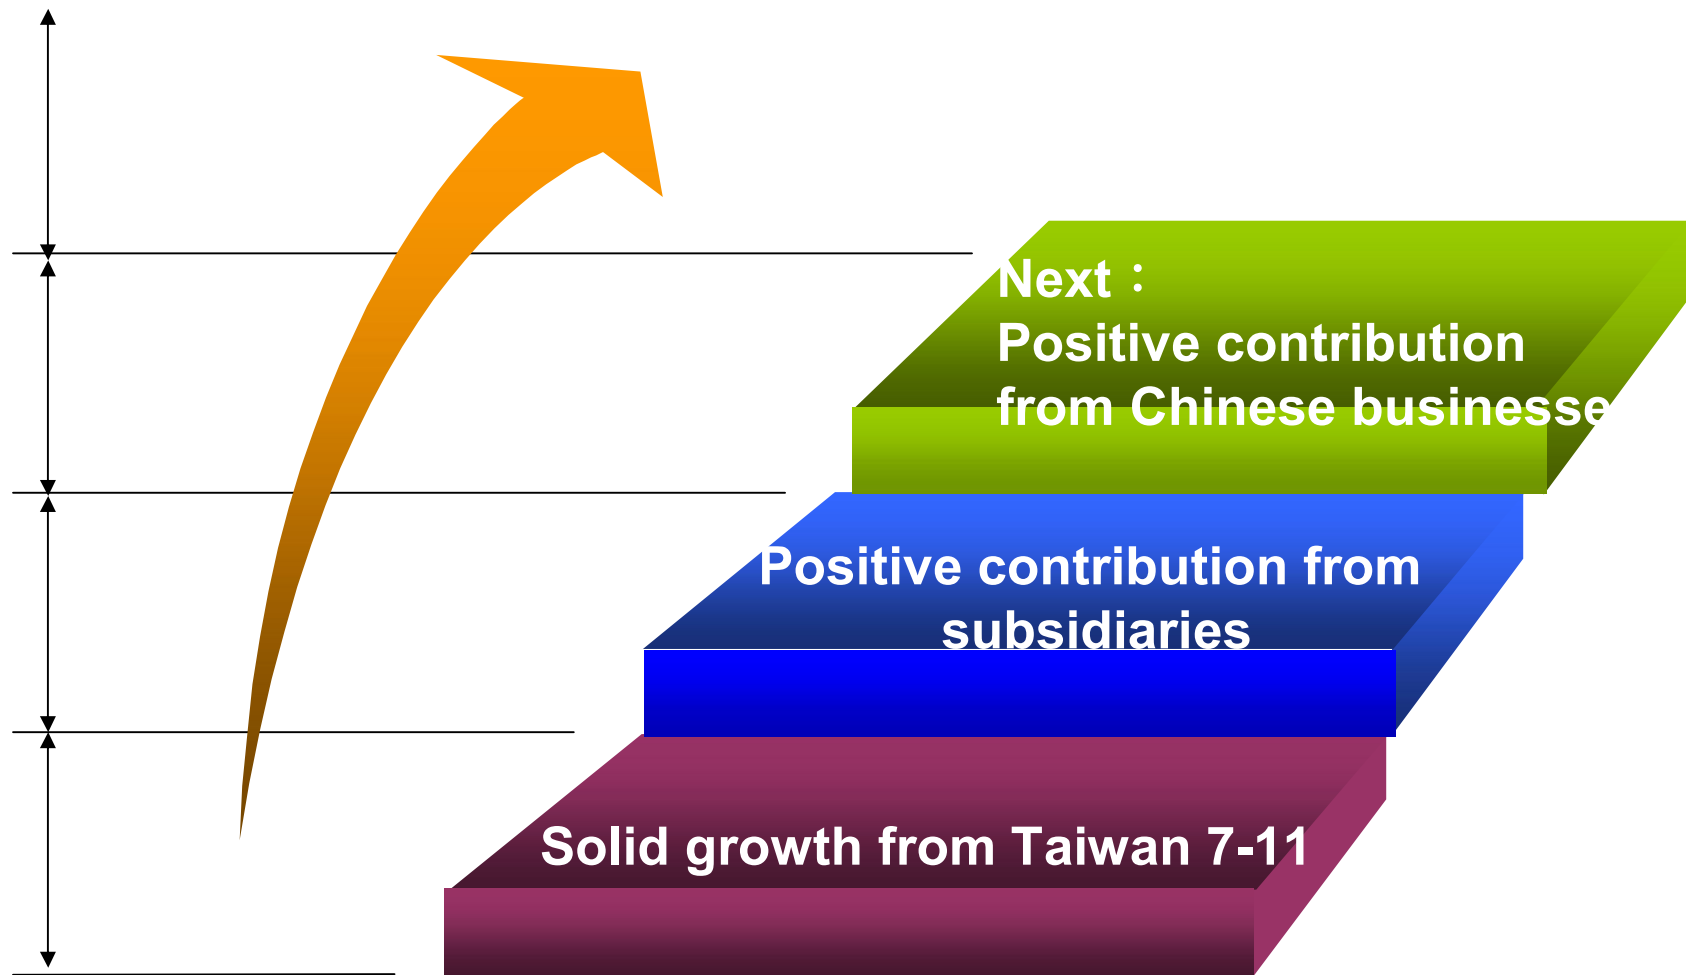 Next：
Positive contribution
from Chinese businesse
Positive contribution from
subsidiaries
Solid growth from Taiwan 7-11